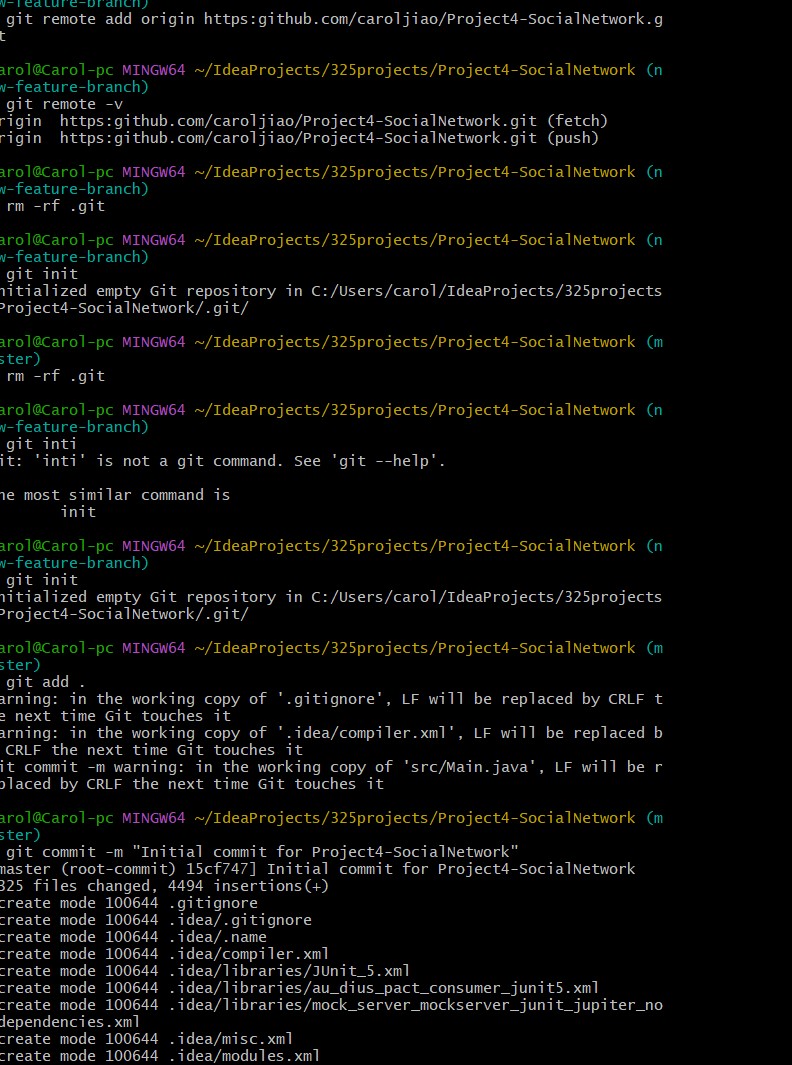 w-feature-branch)
git remote add origin https:github.com/caroljiao/Project4-SocialNetwork.g
t
arol@Carol-pc MINGW64 ~/IdeaProjects/325projects/Project4-SocialNetwork (n
w-feature-branch)
git remote -v
rigin  https:github.com/caroljiao/Project4-SocialNetwork.git (fetch)
rigin  https:github.com/caroljiao/Project4-SocialNetwork.git (push)
arol@Carol-pc MINGW64 ~/IdeaProjects/325projects/Project4-SocialNetwork (n
w-feature-branch)
rm -rf .git
arol@Carol-pc MINGW64 ~/IdeaProjects/325projects/Project4-SocialNetwork (n
w-feature-branch)
git init
nitialized empty Git repository in C:/Users/carol/IdeaProjects/325projects
Project4-SocialNetwork/.git/
arol@Carol-pc MINGW64 ~/IdeaProjects/325projects/Project4-SocialNetwork (m
ster)
rm -rf .git
arol@Carol-pc MINGW64 ~/IdeaProjects/325projects/Project4-SocialNetwork (n
w-feature-branch)
git inti
it: 'inti' is not a git command. See 'git --help'.
he most similar command is
init
arol@Carol-pc MINGW64 ~/IdeaProjects/325projects/Project4-SocialNetwork (n
w-feature-branch)
git init
nitialized empty Git repository in C:/Users/carol/IdeaProjects/325projects
Project4-SocialNetwork/.git/
arol@Carol-pc MINGW64 ~/IdeaProjects/325projects/Project4-SocialNetwork (m
ster)
git add .
arning: in the working copy of '.gitignore', LF will be replaced by CRLF t
e next time Git touches it
arning: in the working copy of '.idea/compiler.xml', LF will be replaced b
CRLF the next time Git touches it
it commit -m warning: in the working copy of 'src/Main.java', LF will be r
placed by CRLF the next time Git touches it
arol@Carol-pc MINGW64 ~/IdeaProjects/325projects/Project4-SocialNetwork (m
ster)
git commit -m "Initial commit for Project4-SocialNetwork"
master (root-commit) 15cf747] Initial commit for Project4-SocialNetwork
325 files changed, 4494 insertions(+)
create mode 100644 .gitignore
create mode 100644 .idea/.gitignore
create mode 100644 .idea/.name
create mode 100644 .idea/compiler.xml
create mode 100644 .idea/libraries/JUnit_5.xml
create mode 100644 .idea/libraries/au_dius_pact_consumer_junit5.xml
create mode 100644 .idea/libraries/mock_server_mockserver_junit_jupiter_no
dependencies.xml
create mode 100644 .idea/misc.xml
create mode 100644 .idea/modules.xml